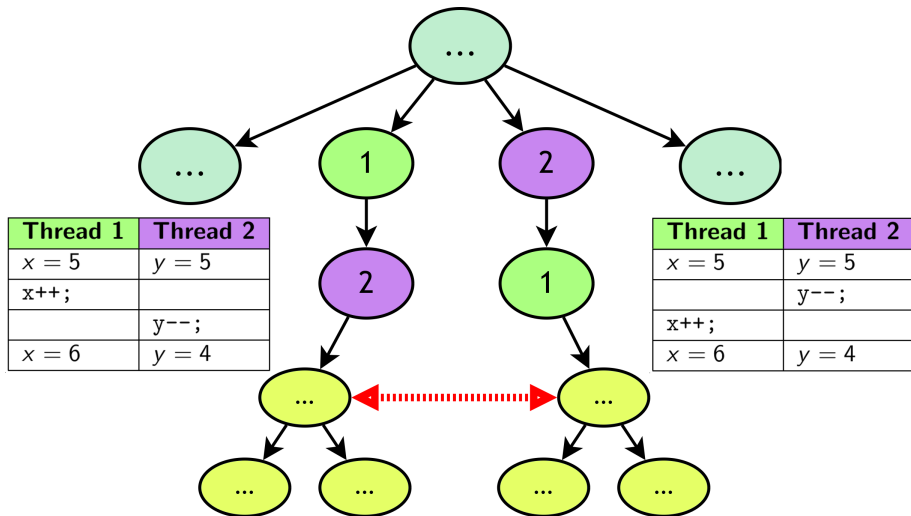 ...
...
1
2
...
Thread 1 Thread 2
x = 5 y = 5
x++;
y--;
x = 6 y = 4
2
1
Thread 1 Thread 2
x = 5 y = 5
y--;
x++;
x = 6 y = 4
...
...
...
...
...
...